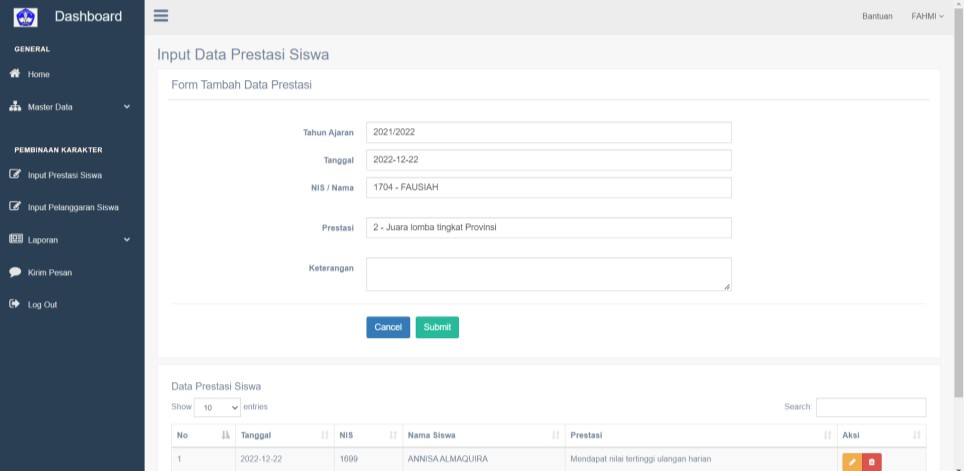 Dashboard
Bantuan
FAHMI
GENERAL
Home
Master Data
PEMBINAAN KARAKTER
Input Prestasi Siswa
Input Pelanggaran Siswa
Laporan
Kirim Pesan
Log Out
Input Data Prestasi Siswa
Form Tambah Data Prestasi
Tahun Ajaran 2021/2022
Tanggal 2022-12-22
NIS / Nama 1704 - FAUSIAH
Prestasi 2 - Juara lomba tingkat Provinsi
Keterangan
Cancel Submit
Data Prestasi Siswa
Show 10 entries Search:
No Tanggal NIS Nama Siswa Prestasi Aksi
1 2022-12-22 1699 ANNISA ALMAQUIRA Mendapat nilai tertinggi ulangan harian